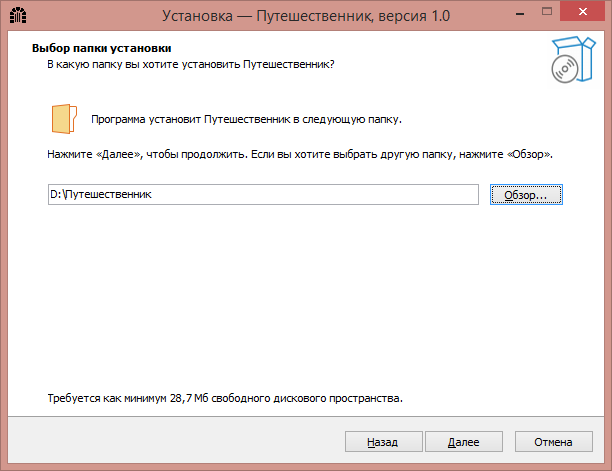 Установка — Путешественник, версия 1.0
Выбор папки установки
В какую папку вы хотите установить Путешественник?
Программа установит Путешественник в следующую папку.
Нажмите «Далее», чтобы продолжить. Если вы хотите выбрать другую папку, нажмите «Обзор».
D:\Путешественник
Обзор...
Требуется как минимум 28,7 Мб свободного дискового пространства.
Назад
Далее
Отмена